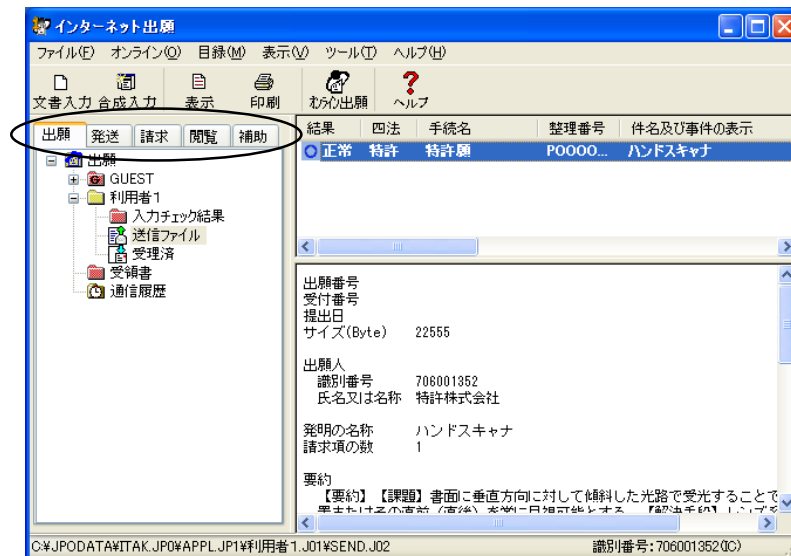 インターネット出願
ファイル(F) オンライン(O) 目録(M) 表示(V) ツール(T) ヘルプ(H)
文書入力 合成入力 表示 印刷 ｵﾝﾗｲﾝ出願 ヘルプ
出願 発送 請求 閲覧 補助
結果 四法 手続名 整理番号 件名及び事件の表示
正常 特許 特許願 P0000... ハンドスキャナ
出願
GUEST
利用者1
入力チェック結果
送信ファイル
受理済
受領書
通信履歴
出願番号
受付番号
提出日
サイズ(Byte) 22555
出願人
識別番号 706001352
氏名又は名称 特許株式会社
発明の名称 ハンドスキャナ
請求項の数 1
要約
【要約】【課題】書面に垂直方向に対して傾斜した光路で受光することで
C:¥JPODATA¥ITAK.JP0¥APPL.JP1¥利用者1.J01¥SEND.J02 識別番号:706001352(IC)